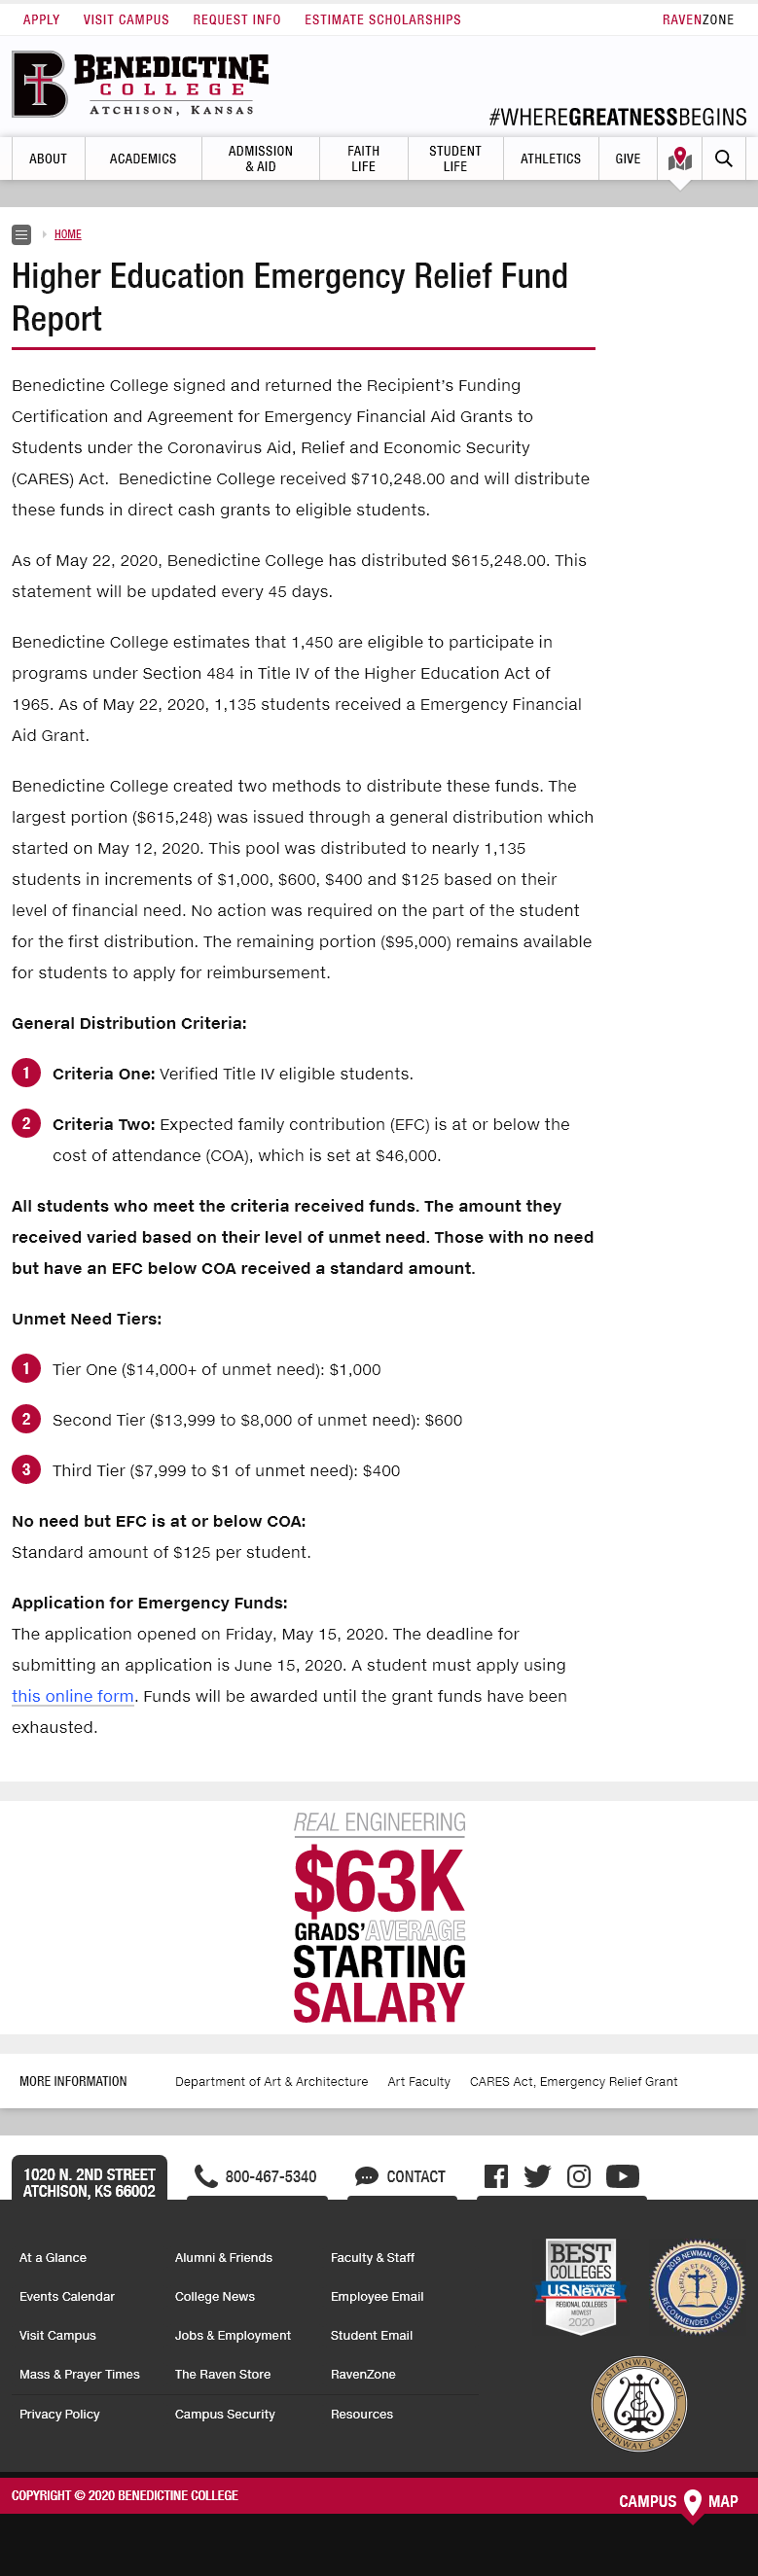 APPLY VISIT CAMPUS REQUEST INFO ESTIMATE SCHOLARSHIPS RAVENZONE
BENEDICTINE
COLLEGE
ATCHISON, KANSAS
#WHEREGREATNESSBEGINS
ABOUT ACADEMICS ADMISSION & AID FAITH LIFE STUDENT LIFE ATHLETICS GIVE
HOME
Higher Education Emergency Relief Fund
Report
Benedictine College signed and returned the Recipient's Funding
Certification and Agreement for Emergency Financial Aid Grants to
Students under the Coronavirus Aid, Relief and Economic Security
(CARES) Act.  Benedictine College received $710,248.00 and will distribute
these funds in direct cash grants to eligible students.
As of May 22, 2020, Benedictine College has distributed $615,248.00. This
statement will be updated every 45 days.
Benedictine College estimates that 1,450 are eligible to participate in
programs under Section 484 in Title IV of the Higher Education Act of
1965. As of May 22, 2020, 1,135 students received a Emergency Financial
Aid Grant.
Benedictine College created two methods to distribute these funds. The
largest portion ($615,248) was issued through a general distribution which
started on May 12, 2020. This pool was distributed to nearly 1,135
students in increments of $1,000, $600, $400 and $125 based on their
level of financial need. No action was required on the part of the student
for the first distribution. The remaining portion ($95,000) remains available
for students to apply for reimbursement.
General Distribution Criteria:
1 Criteria One: Verified Title IV eligible students.
2 Criteria Two: Expected family contribution (EFC) is at or below the
cost of attendance (COA), which is set at $46,000.
All students who meet the criteria received funds. The amount they
received varied based on their level of unmet need. Those with no need
but have an EFC below COA received a standard amount.
Unmet Need Tiers:
1 Tier One ($14,000+ of unmet need): $1,000
2 Second Tier ($13,999 to $8,000 of unmet need): $600
3 Third Tier ($7,999 to $1 of unmet need): $400
No need but EFC is at or below COA:
Standard amount of $125 per student.
Application for Emergency Funds:
The application opened on Friday, May 15, 2020. The deadline for
submitting an application is June 15, 2020. A student must apply using
this online form. Funds will be awarded until the grant funds have been
exhausted.
REAL ENGINEERING
$63K
GRADS' AVERAGE
STARTING
SALARY
MORE INFORMATION Department of Art & Architecture Art Faculty CARES Act, Emergency Relief Grant
1020 N. 2ND STREET
ATCHISON, KS 66002
800-467-5340 CONTACT
At a Glance Alumni & Friends Faculty & Staff
Events Calendar College News Employee Email
Visit Campus Jobs & Employment Student Email
Mass & Prayer Times The Raven Store RavenZone
Privacy Policy Campus Security Resources
BEST
COLLEGES
U.S.News
REGIONAL COLLEGES
MIDWEST
2020
2019 NEWMAN GUIDE
VERITAS ET FIDELITAS
RECOMMENDED COLLEGE
ALL-STEINWAY SCHOOL
STEINWAY & SONS
COPYRIGHT © 2020 BENEDICTINE COLLEGE
CAMPUS MAP